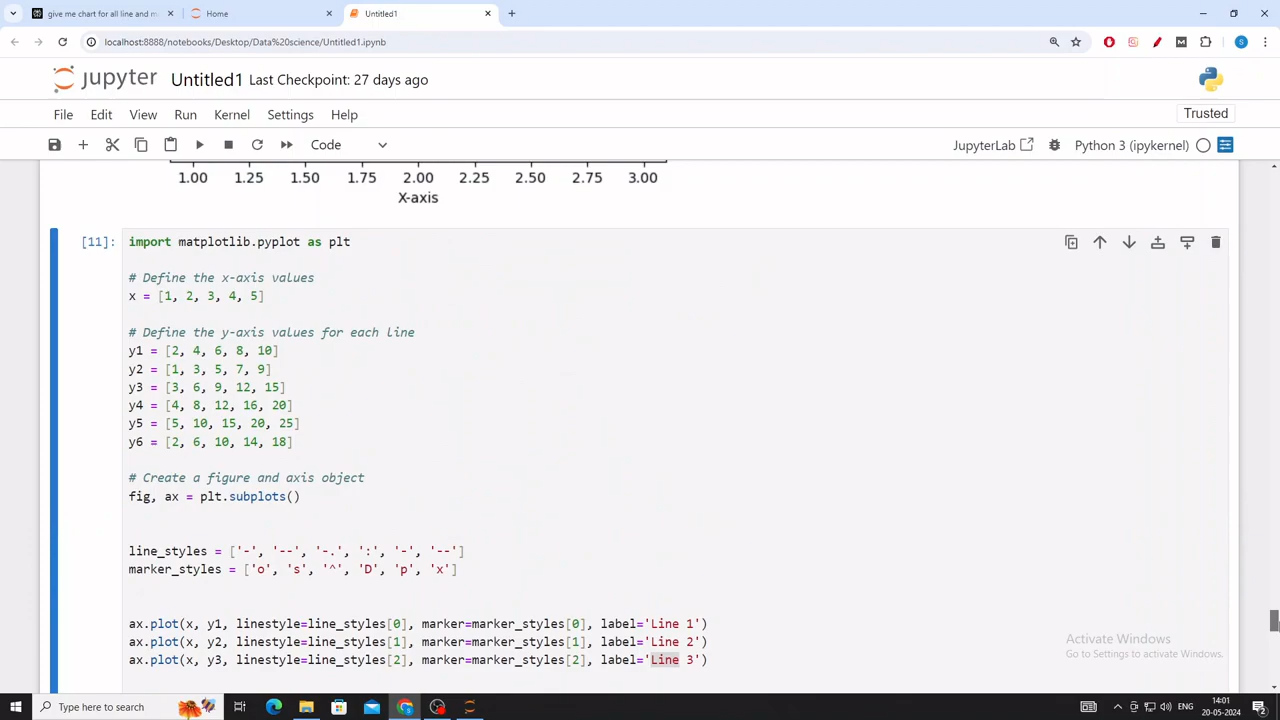 give me chart for all line and m
Home
Untitled1
localhost:8888/notebooks/Desktop/Data%20science/Untitled1.ipynb
S
jupyter Untitled1 Last Checkpoint: 27 days ago
File Edit View Run Kernel Settings Help
Trusted
Code
JupyterLab
Python 3 (ipykernel)
1.00 1.25 1.50 1.75 2.00 2.25 2.50 2.75 3.00
X-axis
[11]:
import matplotlib.pyplot as plt
# Define the x-axis values
x = [1, 2, 3, 4, 5]
# Define the y-axis values for each line
y1 = [2, 4, 6, 8, 10]
y2 = [1, 3, 5, 7, 9]
y3 = [3, 6, 9, 12, 15]
y4 = [4, 8, 12, 16, 20]
y5 = [5, 10, 15, 20, 25]
y6 = [2, 6, 10, 14, 18]
# Create a figure and axis object
fig, ax = plt.subplots()
line_styles = ['-', '--', '-.', ':', '-', '--']
marker_styles = ['o', 's', '^', 'D', 'p', 'x']
ax.plot(x, y1, linestyle=line_styles[0], marker=marker_styles[0], label='Line 1')
ax.plot(x, y2, linestyle=line_styles[1], marker=marker_styles[1], label='Line 2')
ax.plot(x, y3, linestyle=line_styles[2], marker=marker_styles[2], label='Line 3')
Activate Windows
Go to Settings to activate Windows.
Type here to search
ENG
14:01
20-05-2024
2